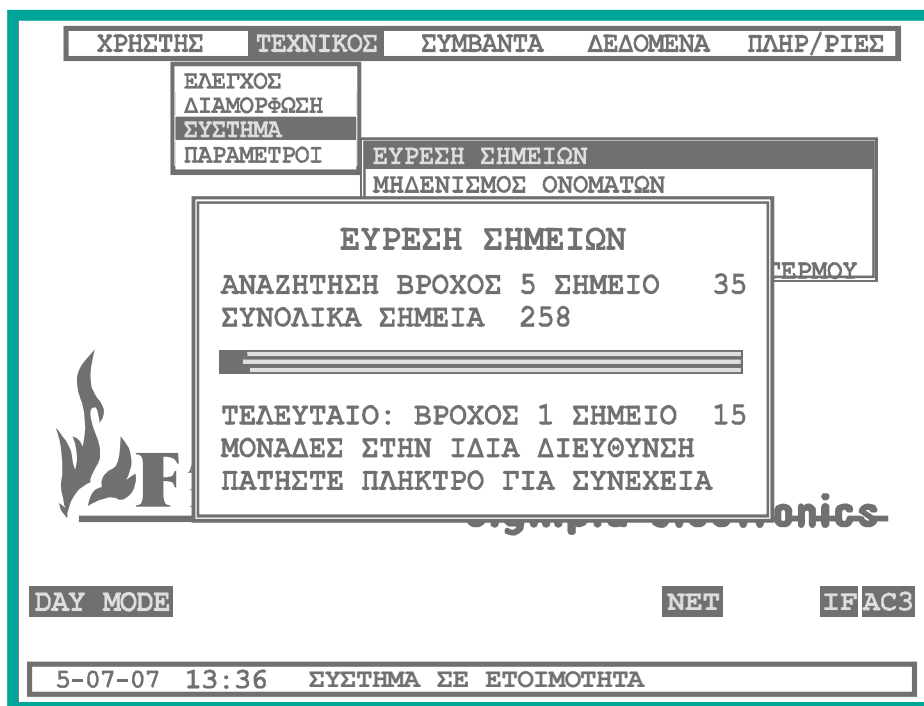 ΧΡΗΣΤΗΣ ΤΕΧΝΙΚΟΣ ΣΥΜΒΑΝΤΑ ΔΕΔΟΜΕΝΑ ΠΛΗΡ/ΡΙΕΣ
ΕΛΕΓΧΟΣ
ΔΙΑΜΟΡΦΩΣΗ
ΣΥΣΤΗΜΑ
ΠΑΡΑΜΕΤΡΟΙ
ΕΥΡΕΣΗ ΣΗΜΕΙΩΝ
ΜΗΔΕΝΙΣΜΟΣ ΟΝΟΜΑΤΩΝ
ΤΕΡΜΟΥ
ΕΥΡΕΣΗ ΣΗΜΕΙΩΝ
ΑΝΑΖΗΤΗΣΗ ΒΡΟΧΟΣ 5 ΣΗΜΕΙΟ 35
ΣΥΝΟΛΙΚΑ ΣΗΜΕΙΑ 258
ΤΕΛΕΥΤΑΙΟ: ΒΡΟΧΟΣ 1 ΣΗΜΕΙΟ 15
ΜΟΝΑΔΕΣ ΣΤΗΝ ΙΔΙΑ ΔΙΕΥΘΥΝΣΗ
ΠΑΤΗΣΤΕ ΠΛΗΚΤΡΟ ΓΙΑ ΣΥΝΕΧΕΙΑ
onics
DAY MODE NET IF AC3
5-07-07 13:36 ΣΥΣΤΗΜΑ ΣΕ ΕΤΟΙΜΟΤΗΤΑ